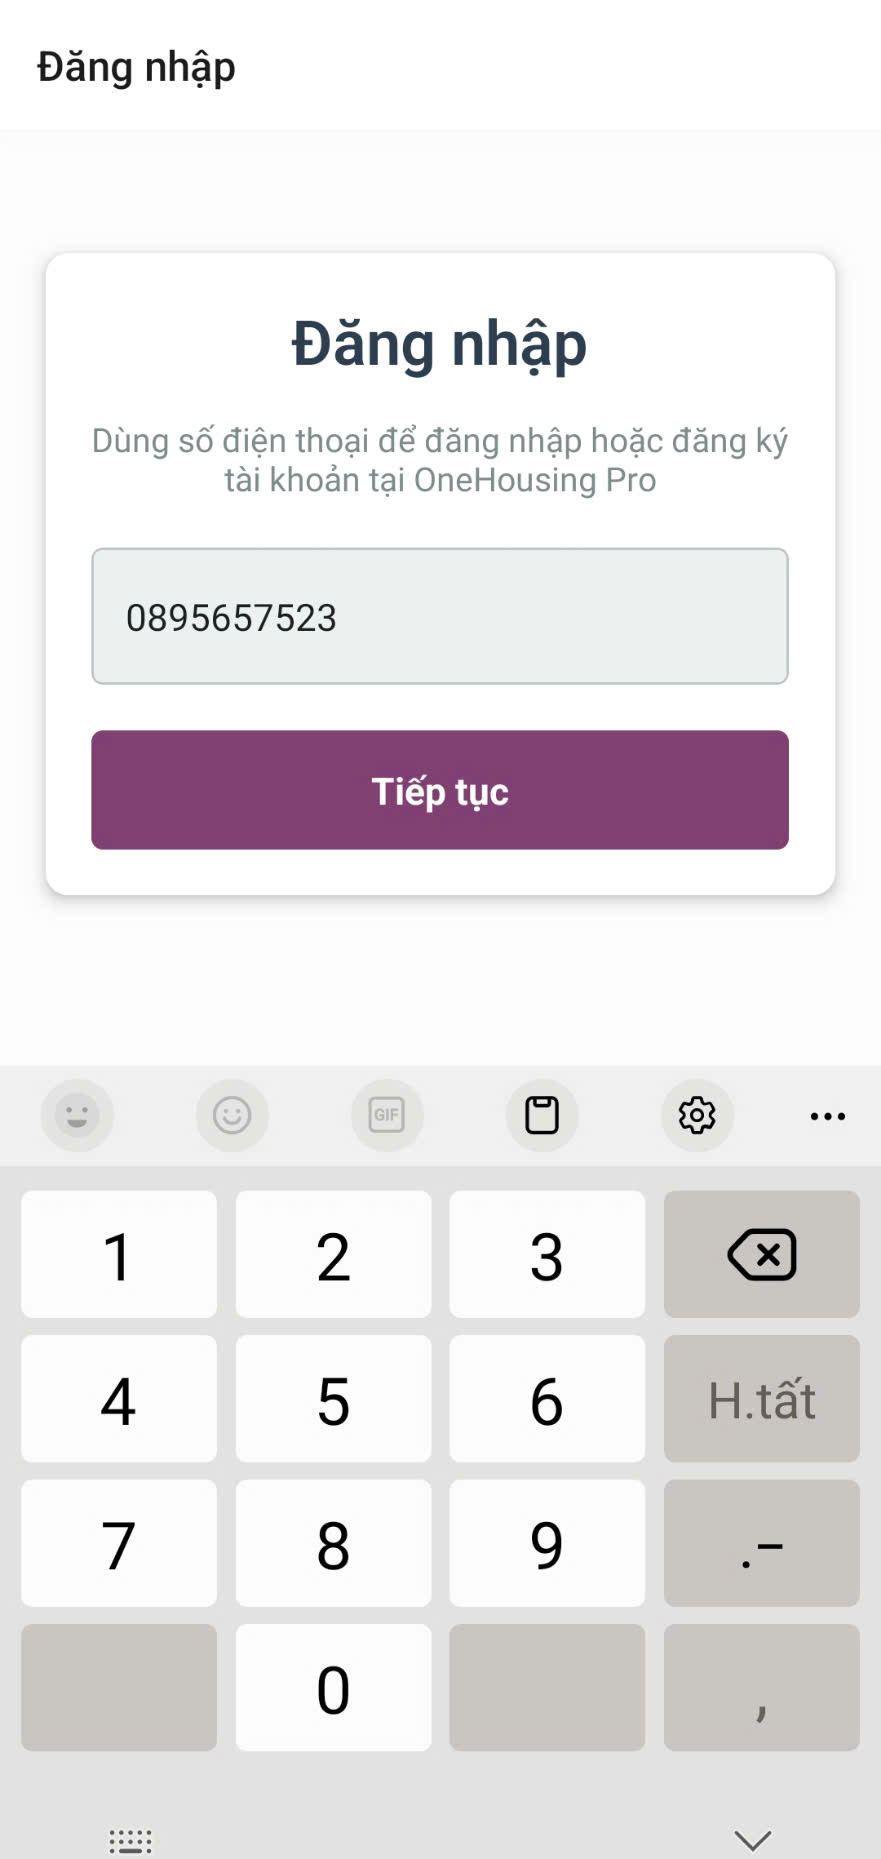 Đăng nhập
Đăng nhập
Dùng số điện thoại để đăng nhập hoặc đăng ký
tài khoản tại OneHousing Pro
0895657523
Tiếp tục
GIF
1 2 3
4 5 6 H.tất
7 8 9 .-
0 ,